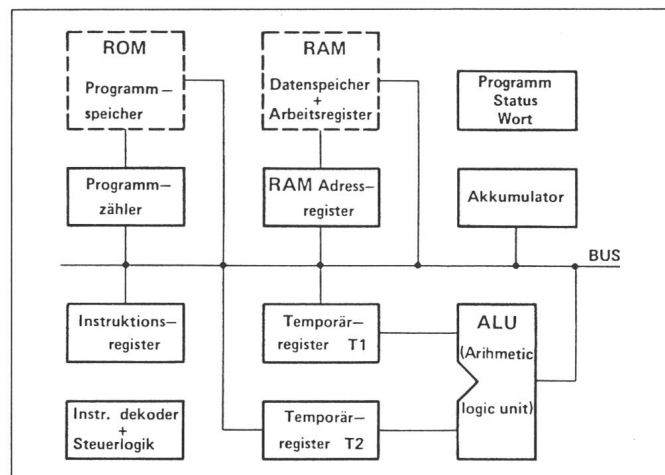 ROM
Programm—
speicher
RAM
Datenspeicher
+
Arbeitsregister
Programm
Status
Wort
Programm—
zähler
RAM Adress—
register
Akkumulator
BUS
Instruktions—
register
Temporär—
register T1
ALU
(Arihmetic
logic unit)
Instr. dekoder
+
Steuerlogik
Temporär—
register T2